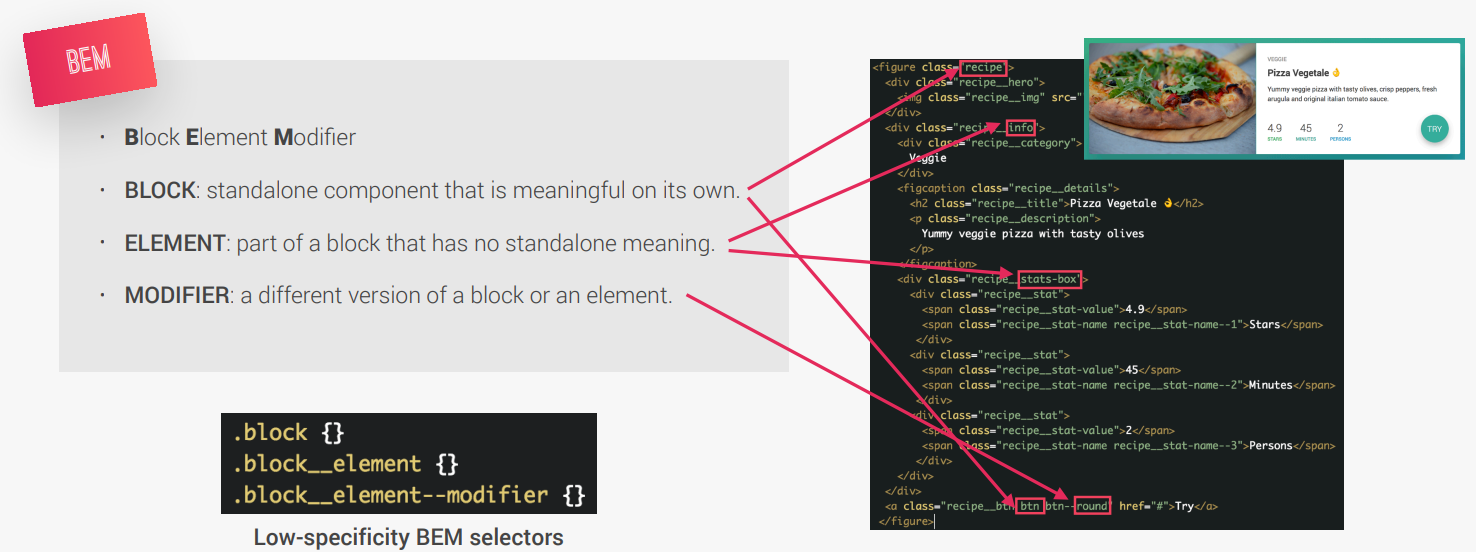 BEM
· Block Element Modifier
· BLOCK: standalone component that is meaningful on its own.
· ELEMENT: part of a block that has no standalone meaning.
· MODIFIER: a different version of a block or an element.
.block {}
.block__element {}
.block__element--modifier {}
Low-specificity BEM selectors
<figure class="recipe">
<div class="recipe__hero">
<img class="recipe__img" src="
</div>
<div class="recipe__info">
<div class="recipe__category">
Veggie
</div>
<figcaption class="recipe__details">
<h2 class="recipe__title">Pizza Vegetale 👌</h2>
<p class="recipe__description">
Yummy veggie pizza with tasty olives
</p>
</figcaption>
<div class="recipe__stats-box">
<div class="recipe__stat">
<span class="recipe__stat-value">4.9</span>
<span class="recipe__stat-name recipe__stat-name--1">Stars</span>
</div>
<div class="recipe__stat">
<span class="recipe__stat-value">45</span>
<span class="recipe__stat-name recipe__stat-name--2">Minutes</span>
</div>
<div class="recipe__stat">
<span class="recipe__stat-value">2</span>
<span class="recipe__stat-name recipe__stat-name--3">Persons</span>
</div>
</div>
</div>
<a class="recipe__btn btn btn--round" href="#">Try</a>
</figure>
VEGGIE
Pizza Vegetale 👌
Yummy veggie pizza with tasty olives, crisp peppers, fresh
arugula and original italian tomato sauce.
4.9 45 2
STARS MINUTES PERSONS
TRY